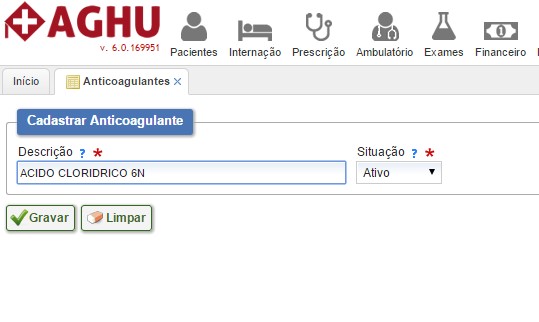 AGHU
v. 6.0.169951
Pacientes Internação Prescrição Ambulatório Exames Financeiro
Início Anticoagulantes ×
Cadastrar Anticoagulante
Descrição ? * Situação ? *
ACIDO CLORIDRICO 6N Ativo
Gravar Limpar